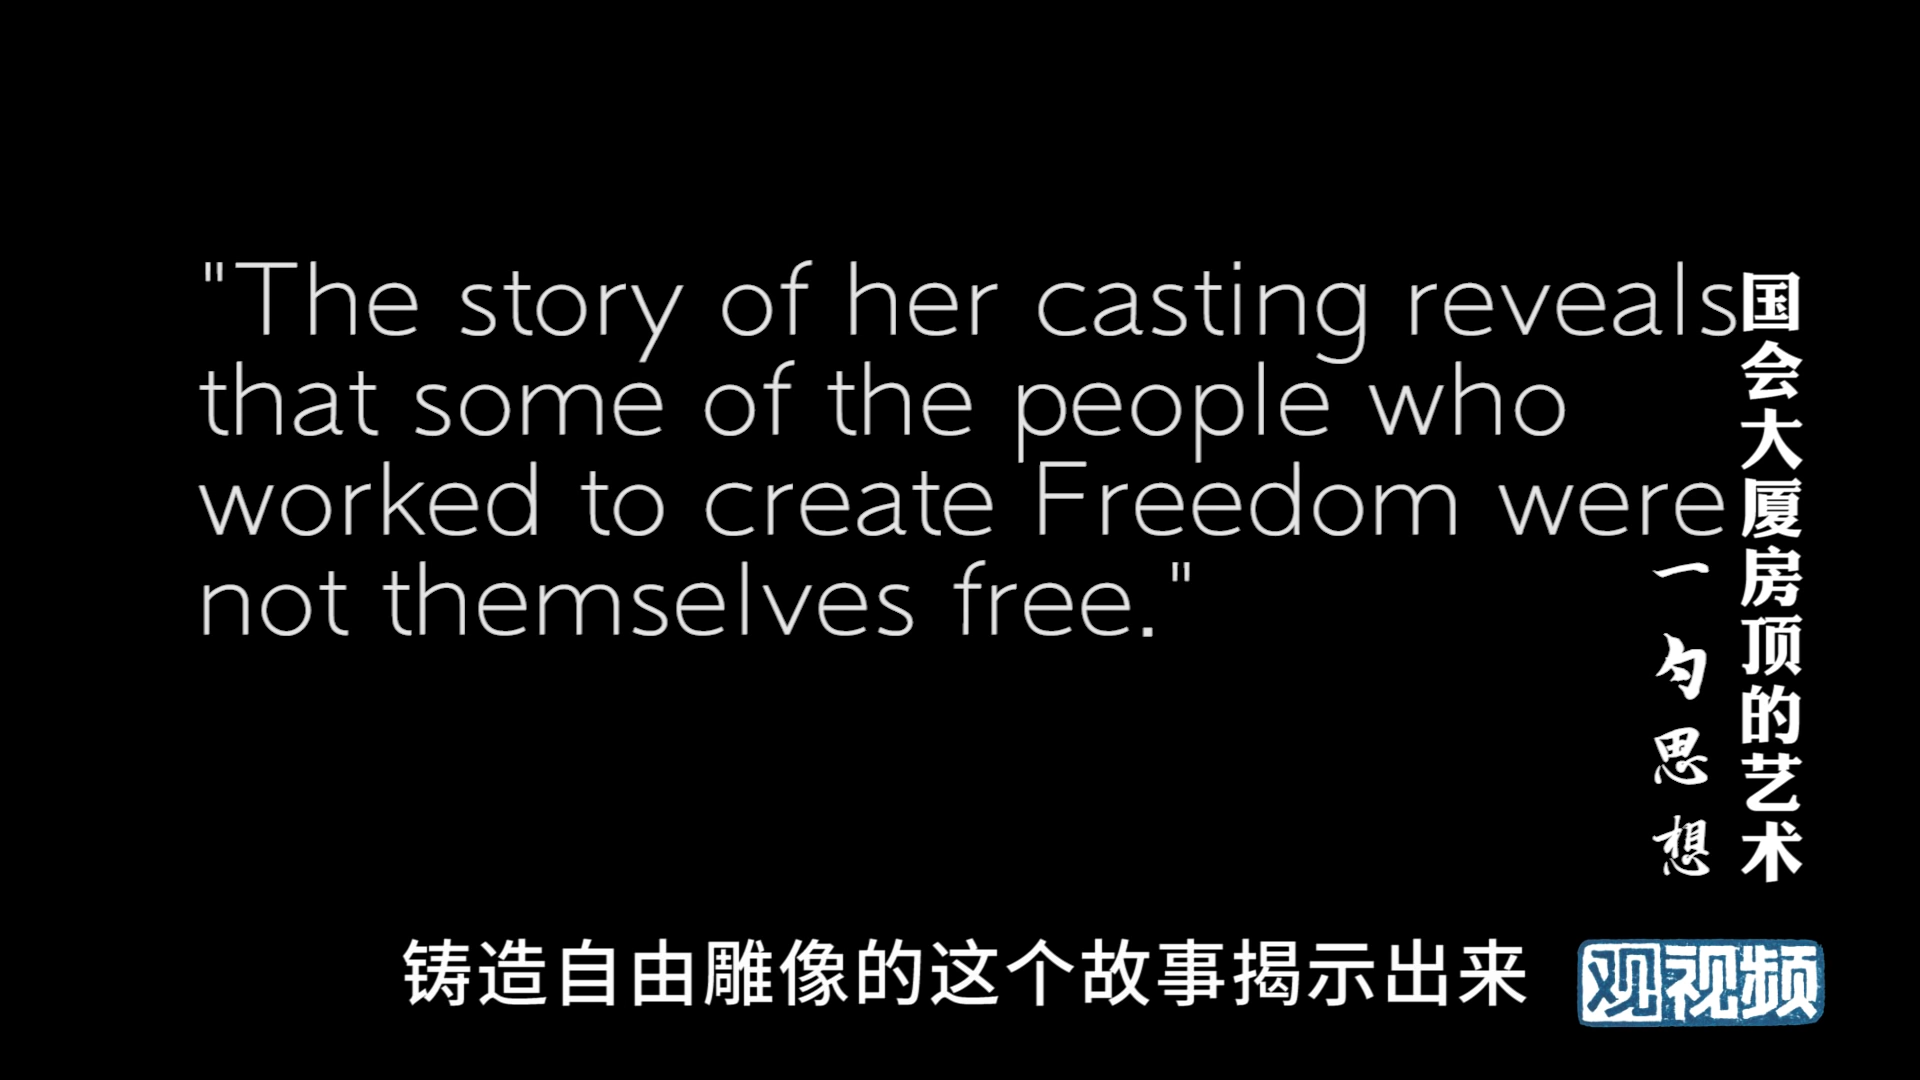 "The story of her casting reveals
that some of the people who
worked to create Freedom were
not themselves free."
国会大厦房顶的艺术
一勺思想
铸造自由雕像的这个故事揭示出来
观视频